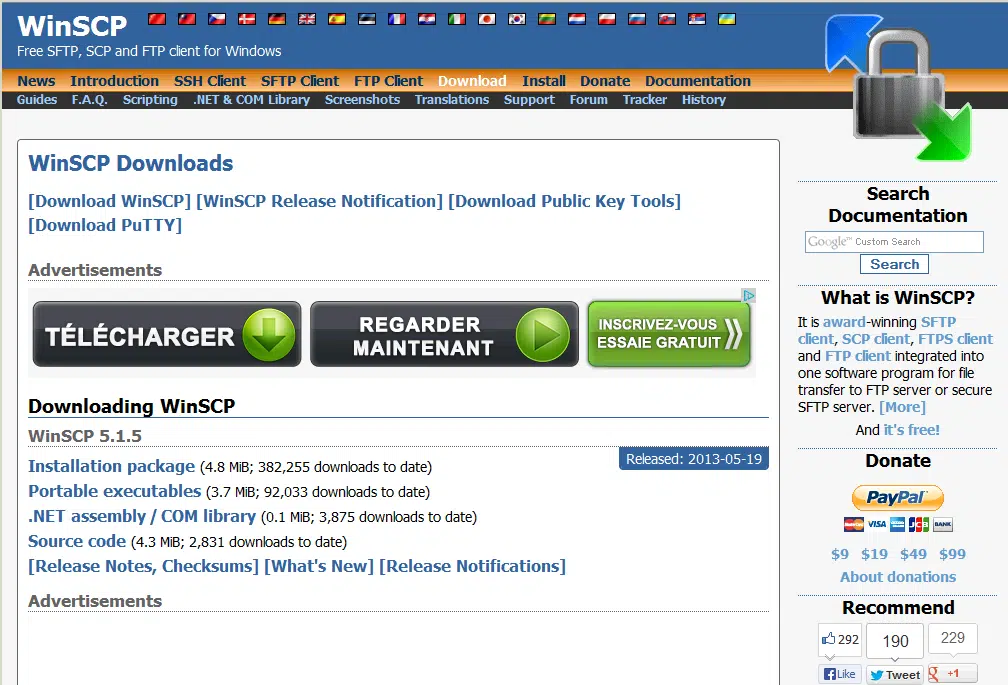 WinSCP
Free SFTP, SCP and FTP client for Windows
News Introduction SSH Client SFTP Client FTP Client Download Install Donate Documentation
Guides F.A.Q. Scripting .NET & COM Library Screenshots Translations Support Forum Tracker History
WinSCP Downloads
[Download WinSCP] [WinSCP Release Notification] [Download Public Key Tools]
[Download PuTTY]
Advertisements
TÉLÉCHARGER
REGARDER
MAINTENANT
INSCRIVEZ-VOUS
ESSAIE GRATUIT
Downloading WinSCP
WinSCP 5.1.5
Released: 2013-05-19
Installation package (4.8 MiB; 382,255 downloads to date)
Portable executables (3.7 MiB; 92,033 downloads to date)
.NET assembly / COM library (0.1 MiB; 3,875 downloads to date)
Source code (4.3 MiB; 2,831 downloads to date)
[Release Notes, Checksums] [What's New] [Release Notifications]
Advertisements
Search
Documentation
Google™ Custom Search
Search
What is WinSCP?
It is award-winning SFTP
client, SCP client, FTPS client
and FTP client integrated into
one software program for file
transfer to FTP server or secure
SFTP server. [More]
And it's free!
Donate
PayPal
VISA JCB BANK
$9 $19 $49 $99
About donations
Recommend
292 190 229
Like Tweet +1